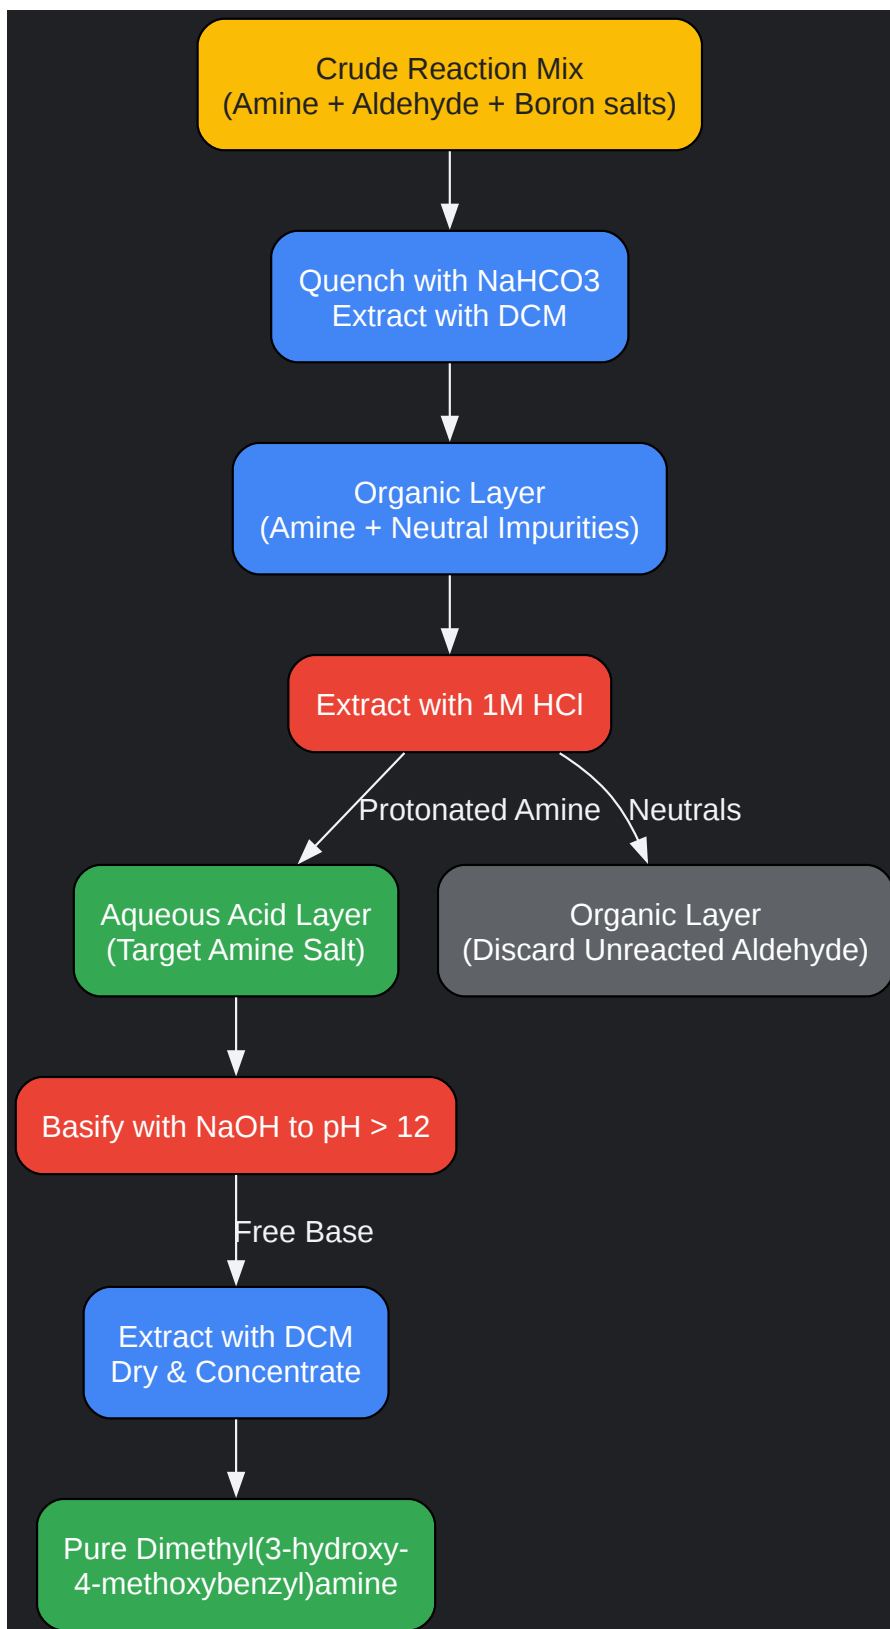 Crude Reaction Mix
(Amine + Aldehyde + Boron salts)
Quench with NaHCO3
Extract with DCM
Organic Layer
(Amine + Neutral Impurities)
Extract with 1M HCl
Protonated Amine
Neutrals
Aqueous Acid Layer
(Target Amine Salt)
Organic Layer
(Discard Unreacted Aldehyde)
Basify with NaOH to pH > 12
Free Base
Extract with DCM
Dry & Concentrate
Pure Dimethyl(3-hydroxy-
4-methoxybenzyl)amine